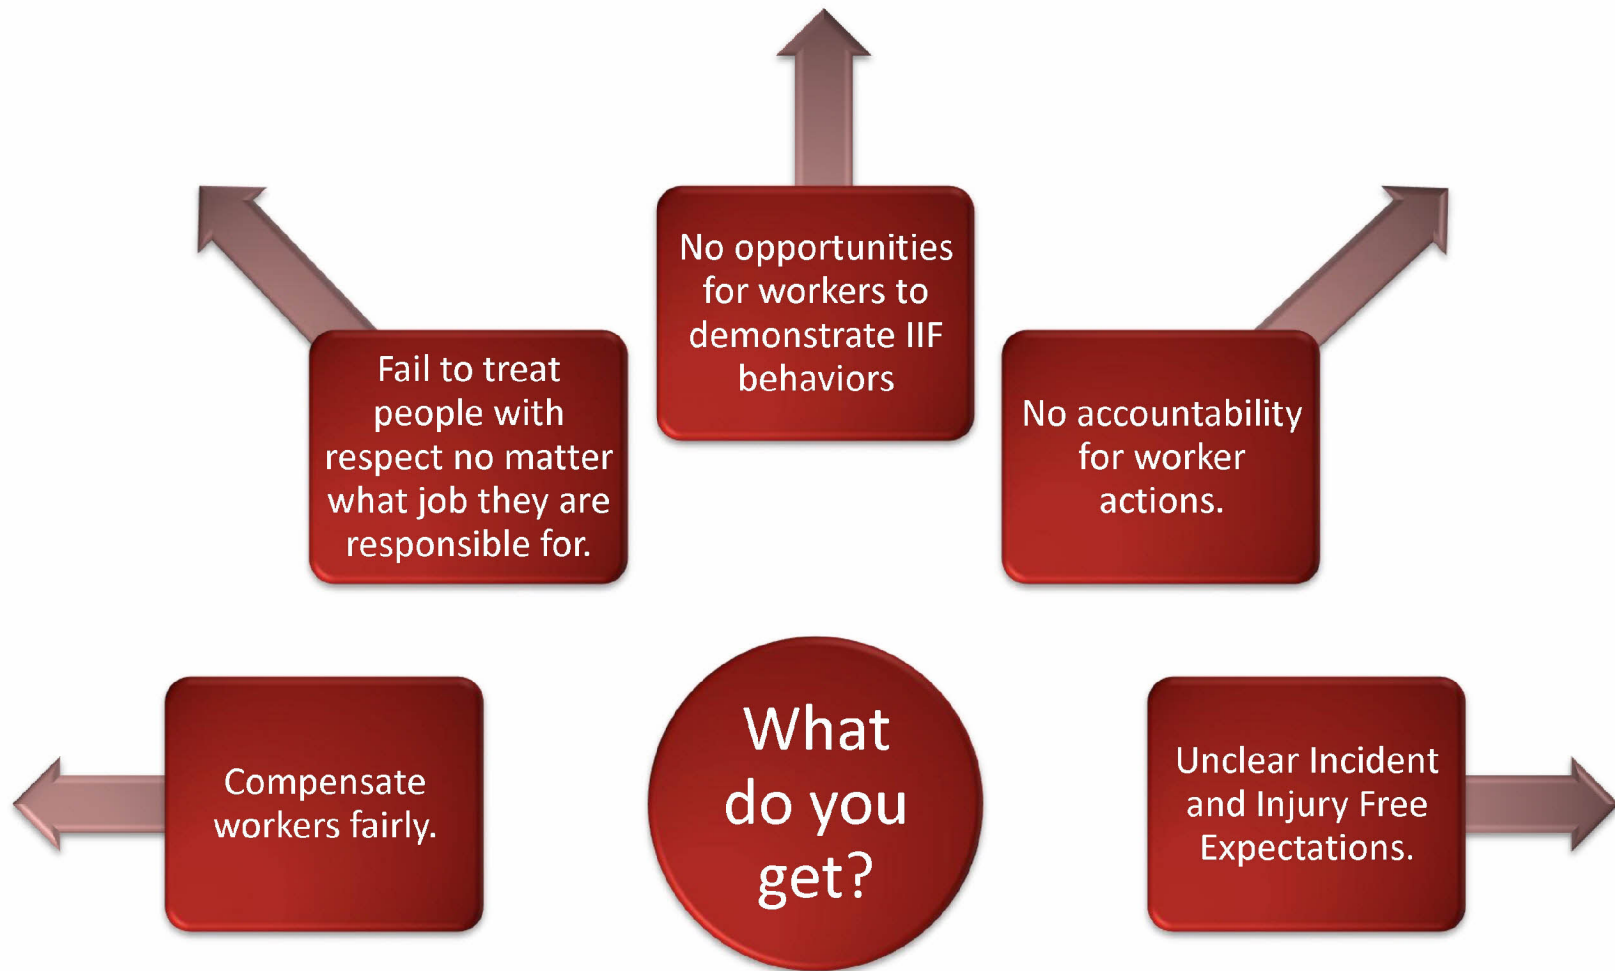 No opportunities
for workers to
demonstrate IIF
behaviors
Fail to treat
people with
respect no matter
what job they are
responsible for.
No accountability
for worker
actions.
Compensate
workers fairly.
What
do you
get?
Unclear Incident
and Injury Free
Expectations.